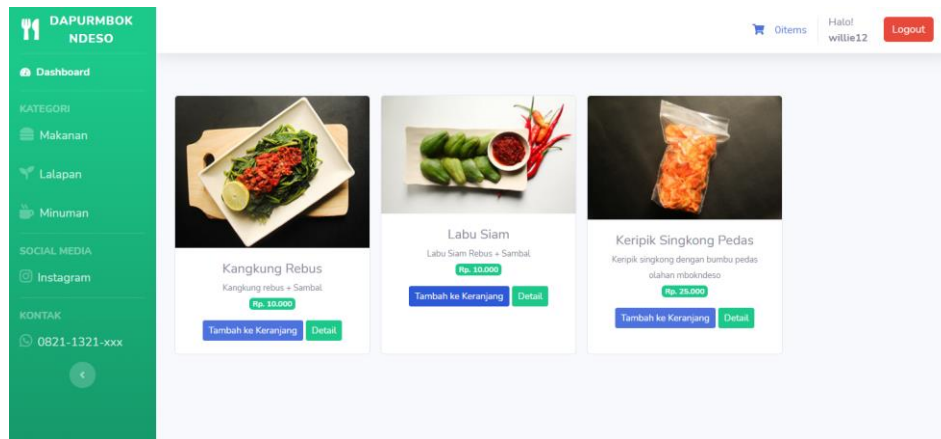 DAPURMBOK
NDESO
Dashboard
KATEGORI
Makanan
Lalapan
Minuman
SOCIAL MEDIA
Instagram
KONTAK
0821-1321-xxx
0items
Halo!
willie12
Logout
Kangkung Rebus
Kangkung rebus + Sambal
Rp. 10.000
Tambah ke Keranjang
Detail
Labu Siam
Labu Siam Rebus + Sambal
Rp. 10.000
Tambah ke Keranjang
Detail
Keripik Singkong Pedas
Keripik singkong dengan bumbu pedas
olahan mbokndeso
Rp. 25.000
Tambah ke Keranjang
Detail